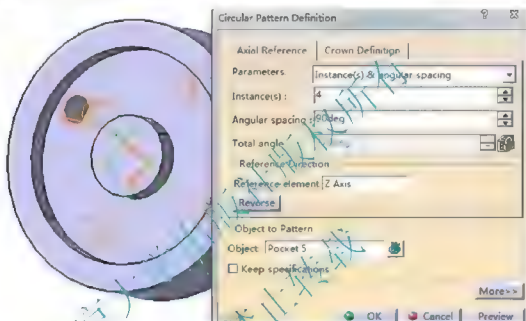 Circular Pattern Definition ? ×
Axial Reference Crown Definition
Parameters: Instance(s) & angular spacing
Instance(s) : 4
Angular spacing : 90deg
Total angle
Reference Direction
Reference element: Z Axis
Reverse
Object to Pattern
Object: Pocket.5
Keep specifications
More>>
OK Cancel Preview